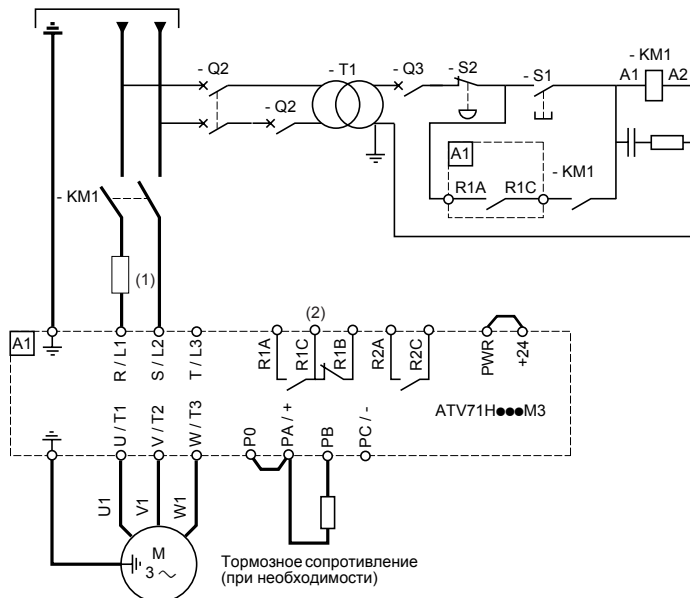 - Q2
- T1
- Q3
- S2
- S1
- KM1
A1
A2
- Q2
A1
R1A
R1C
- KM1
- KM1
(1)
(2)
A1
R / L1
S / L2
T / L3
R1A
R1C
R1B
R2A
R2C
PWR
+24
ATV71H●●●M3
U / T1
V / T2
W / T3
P0
PA / +
PB
PC / -
U1
V1
W1
M
3 ~
Тормозное сопротивление
(при необходимости)